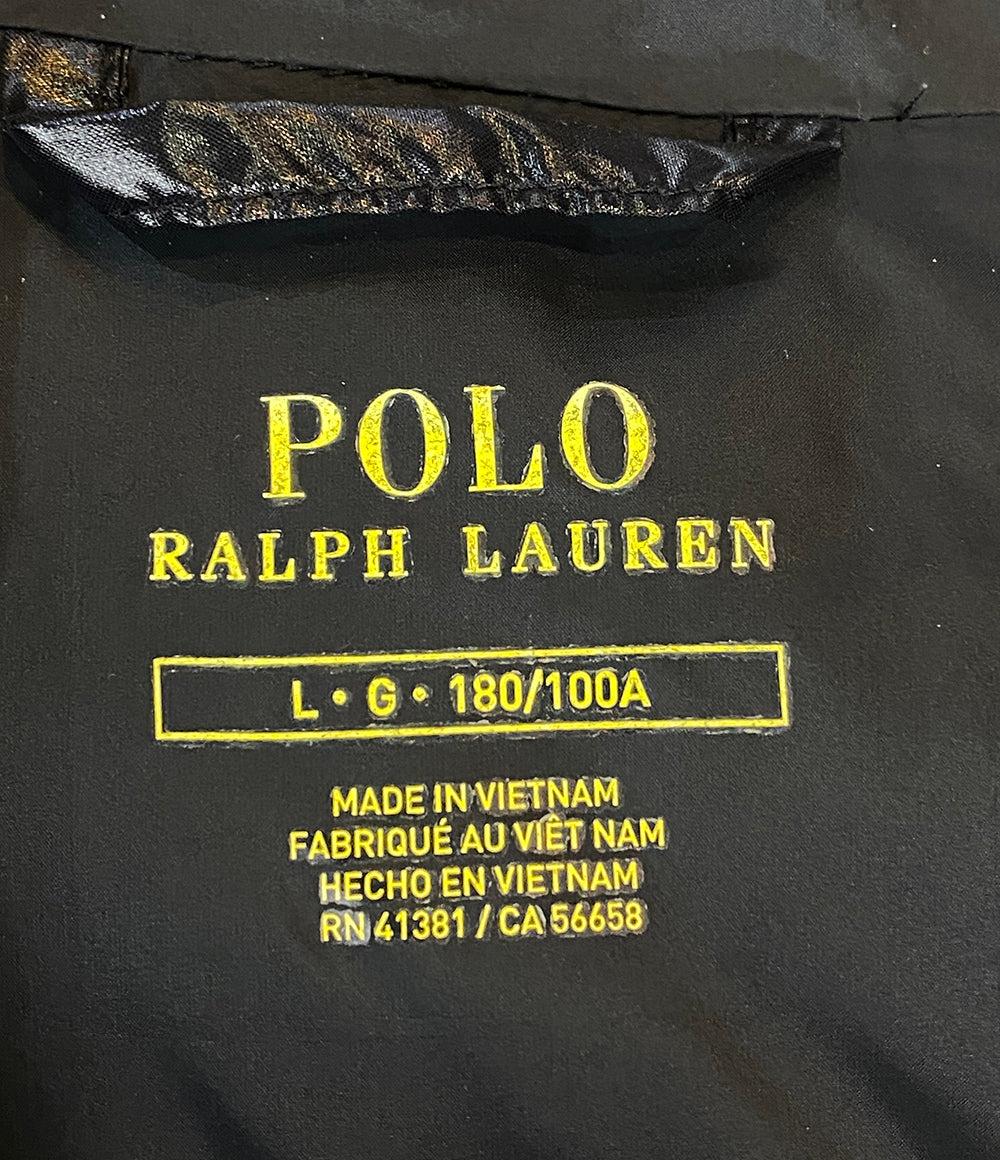 POLO
RALPH LAUREN
L • G • 180/100A
MADE IN VIETNAM
FABRIQUÉ AU VIÊT NAM
HECHO EN VIETNAM
RN 41381 / CA 56658